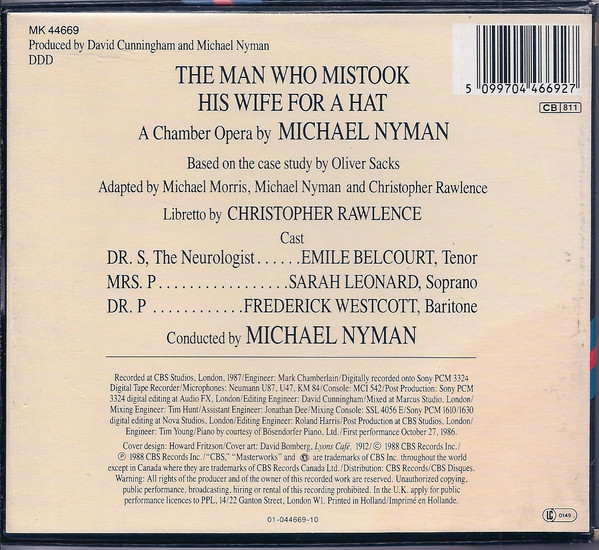 MK 44669
Produced by David Cunningham and Michael Nyman
DDD
5 099704 466927
CB 811
THE MAN WHO MISTOOK
HIS WIFE FOR A HAT
A Chamber Opera by MICHAEL NYMAN
Based on the case study by Oliver Sacks
Adapted by Michael Morris, Michael Nyman and Christopher Rawlence
Libretto by CHRISTOPHER RAWLENCE
Cast
DR. S, The Neurologist......EMILE BELCOURT, Tenor
MRS. P.................SARAH LEONARD, Soprano
DR. P............FREDERICK WESTCOTT, Baritone
Conducted by MICHAEL NYMAN
Recorded at CBS Studios, London, 1987/Engineer: Mark Chamberlain/Digitally recorded onto Sony PCM 3324
Digital Tape Recorder/Microphones: Neumann U87, U47, KM 84/Console: MCI 542/Post Production: Sony PCM
3324 digital editing at Audio FX, London/Editing Engineer: David Cunningham/Mixed at Marcus Studio, London/
Mixing Engineer: Tim Hunt/Assistant Engineer: Jonathan Dee/Mixing Console: SSL 4056 E/Sony PCM 1610/1630
digital editing at Nova Studios, London/Editing Engineer: Roland Harris/Post Production at CBS Studios, London/
Engineer: Tim Young/Piano by courtesy of Bösendorfer Piano, Ltd./First performance October 27, 1986.
Cover design: Howard Fritzson/Cover art: David Bomberg, Lyons Café, 1912/© 1988 CBS Records Inc./
℗ 1988 CBS Records Inc./"CBS," "Masterworks" and are trademarks of CBS Inc. throughout the world
except in Canada where they are trademarks of CBS Records Canada Ltd./Distribution: CBS Records/CBS Disques.
Warning: All rights of the producer and of the owner of the recorded work are reserved. Unauthorized copying,
public performance, broadcasting, hiring or rental of this recording prohibited. In the U.K. apply for public
performance licences to PPL, 14/22 Ganton Street, London W1. Printed in Holland/Imprimé en Hollande.
01-044669-10
LC 0149